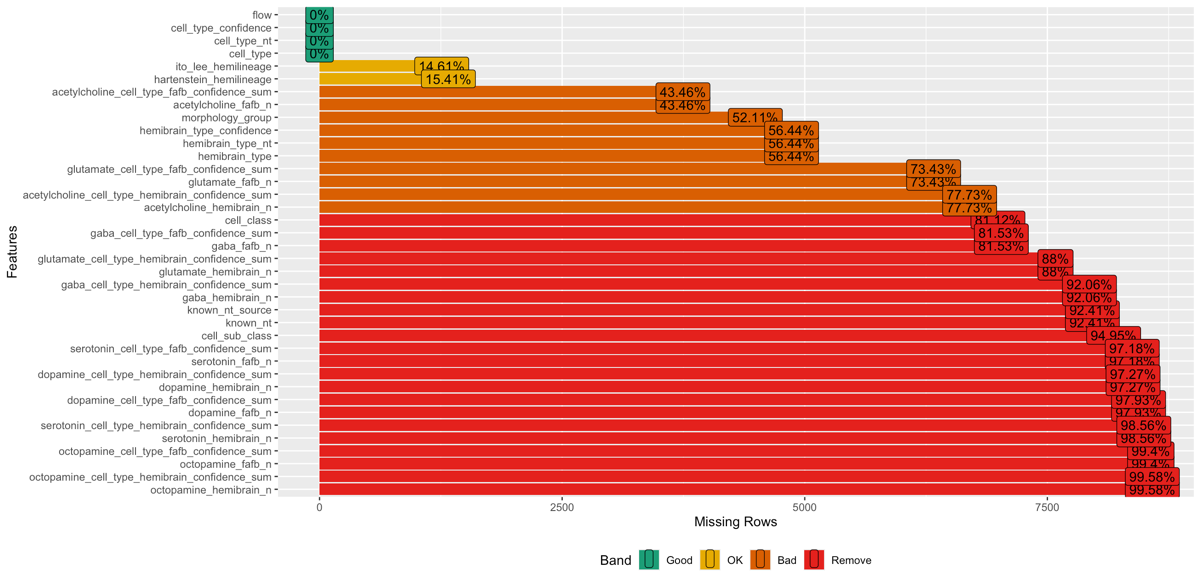 flow 0%
cell_type_confidence 0%
cell_type_nt 0%
cell_type 0%
ito_lee_hemilineage 14.61%
hartenstein_hemilineage 15.41%
acetylcholine_cell_type_fafb_confidence_sum 43.46%
acetylcholine_fafb_n 43.46%
morphology_group 52.11%
hemibrain_type_confidence 56.44%
hemibrain_type_nt 56.44%
hemibrain_type 56.44%
glutamate_cell_type_fafb_confidence_sum 73.43%
glutamate_fafb_n 73.43%
acetylcholine_cell_type_hemibrain_confidence_sum 77.73%
acetylcholine_hemibrain_n 77.73%
cell_class 81.12%
gaba_cell_type_fafb_confidence_sum 81.53%
gaba_fafb_n 81.53%
glutamate_cell_type_hemibrain_confidence_sum 88%
glutamate_hemibrain_n 88%
gaba_cell_type_hemibrain_confidence_sum 92.06%
gaba_hemibrain_n 92.06%
known_nt_source 92.41%
known_nt 92.41%
cell_sub_class 94.95%
serotonin_cell_type_fafb_confidence_sum 97.18%
serotonin_fafb_n 97.18%
dopamine_cell_type_hemibrain_confidence_sum 97.27%
dopamine_hemibrain_n 97.27%
dopamine_cell_type_fafb_confidence_sum 97.93%
dopamine_fafb_n 97.93%
serotonin_cell_type_hemibrain_confidence_sum 98.56%
serotonin_hemibrain_n 98.56%
octopamine_cell_type_fafb_confidence_sum 99.4%
octopamine_fafb_n 99.4%
octopamine_cell_type_hemibrain_confidence_sum 99.58%
octopamine_hemibrain_n 99.58%
Features
0 2500 5000 7500
Missing Rows
Band Good OK Bad Remove